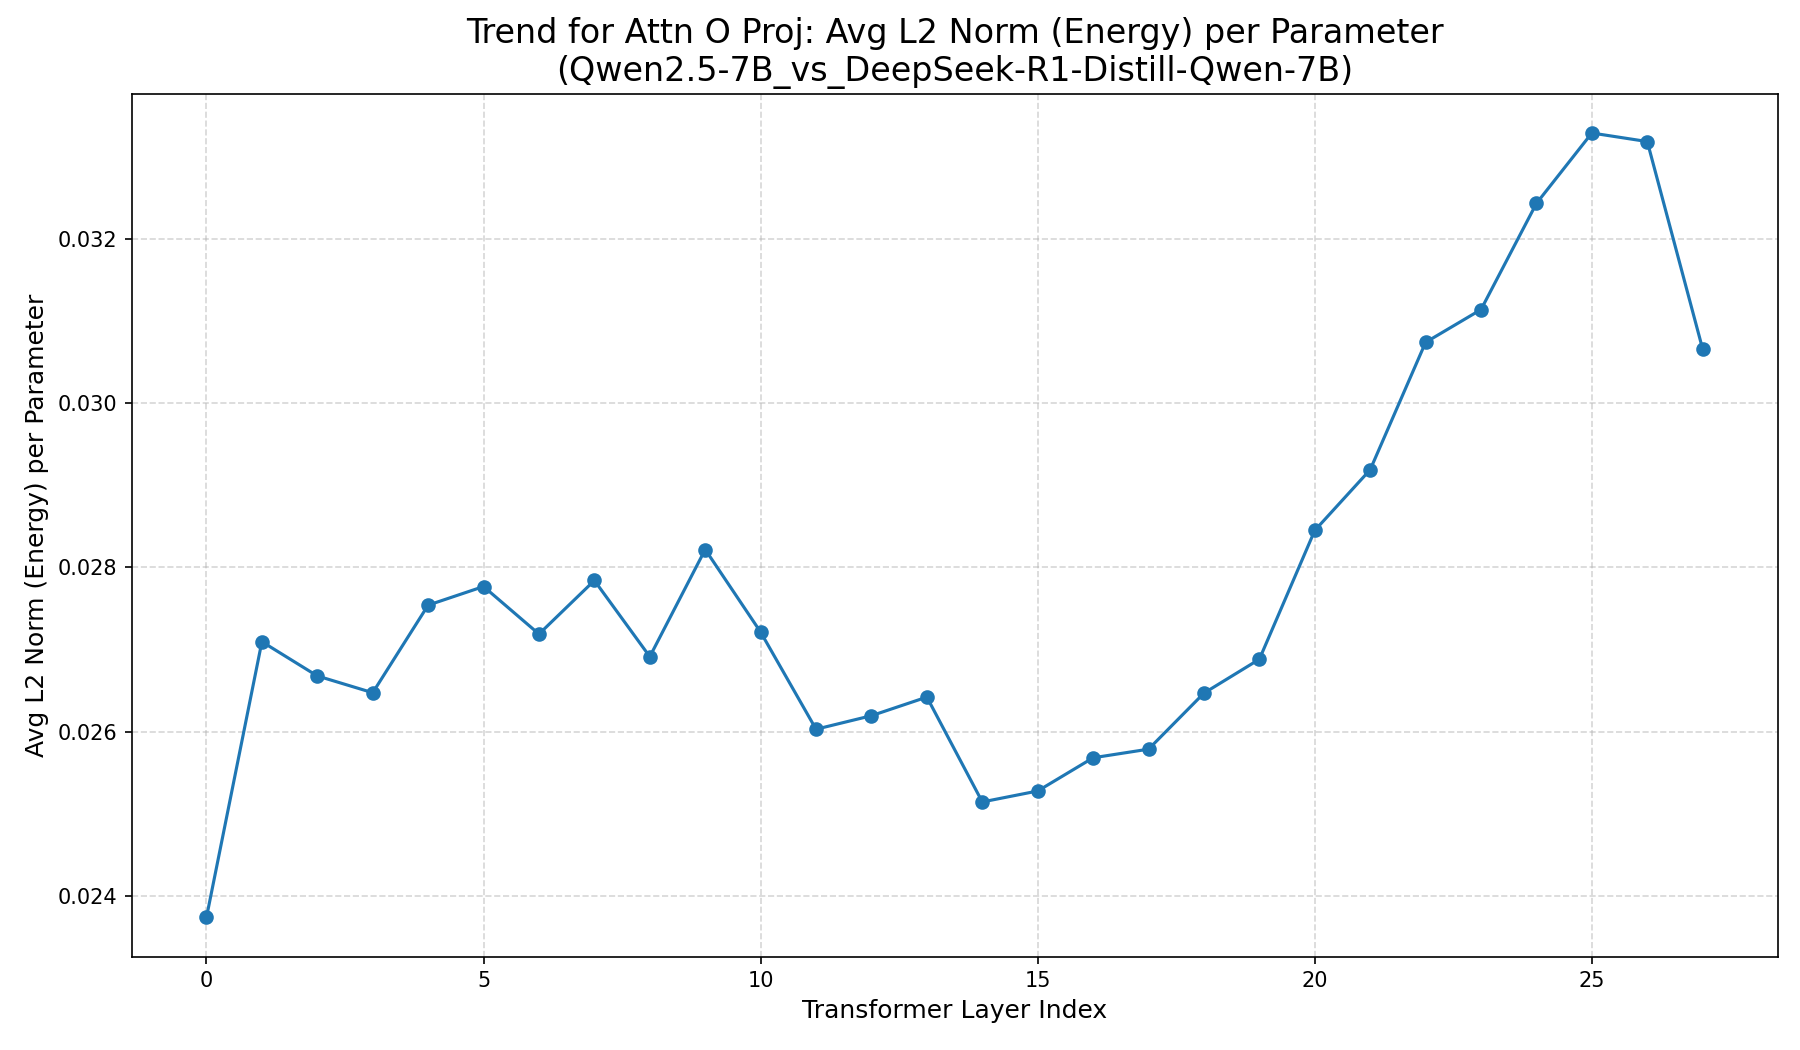 Trend for Attn O Proj: Avg L2 Norm (Energy) per Parameter
(Qwen2.5-7B_vs_DeepSeek-R1-Distill-Qwen-7B)
Avg L2 Norm (Energy) per Parameter
0.032
0.030
0.028
0.026
0.024
0
5
10
15
20
25
Transformer Layer Index